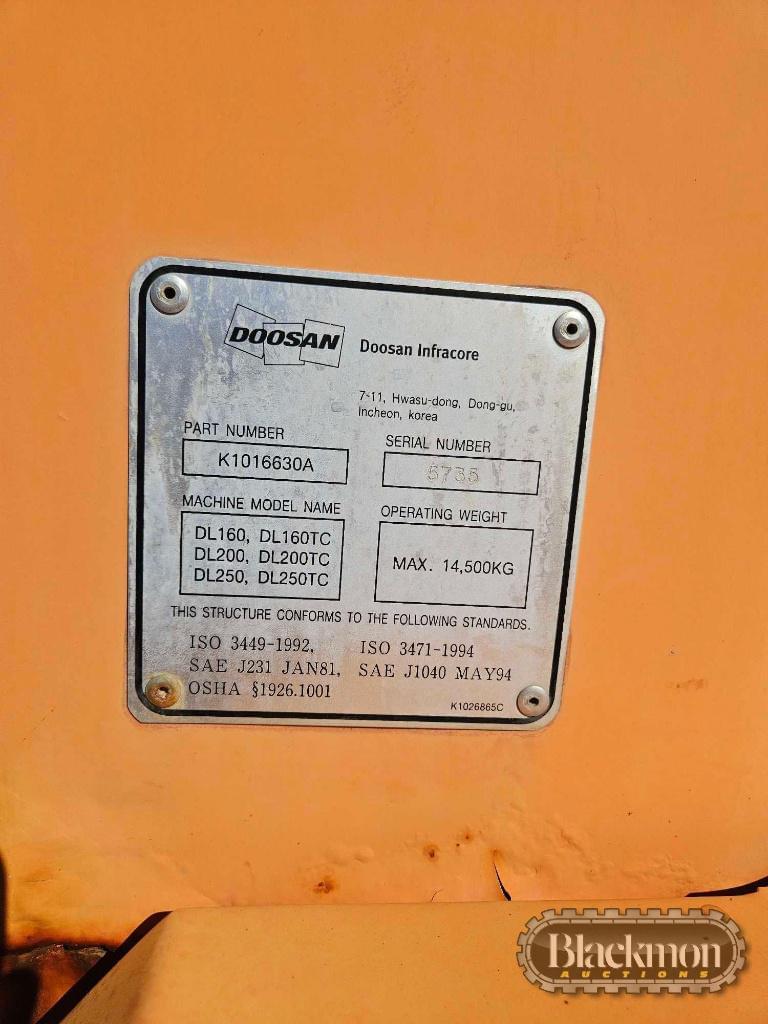 DOOSAN Doosan Infracore
7-11, Hwasu-dong, Dong-gu,
Incheon, korea
PART NUMBER
K1016630A
SERIAL NUMBER
5735
MACHINE MODEL NAME
DL160, DL160TC
DL200, DL200TC
DL250, DL250TC
OPERATING WEIGHT
MAX. 14,500KG
THIS STRUCTURE CONFORMS TO THE FOLLOWING STANDARDS.
ISO 3449-1992, ISO 3471-1994
SAE J231 JAN81, SAE J1040 MAY94
OSHA §1926.1001
K1026865C
Blackmon
AUCTIONS